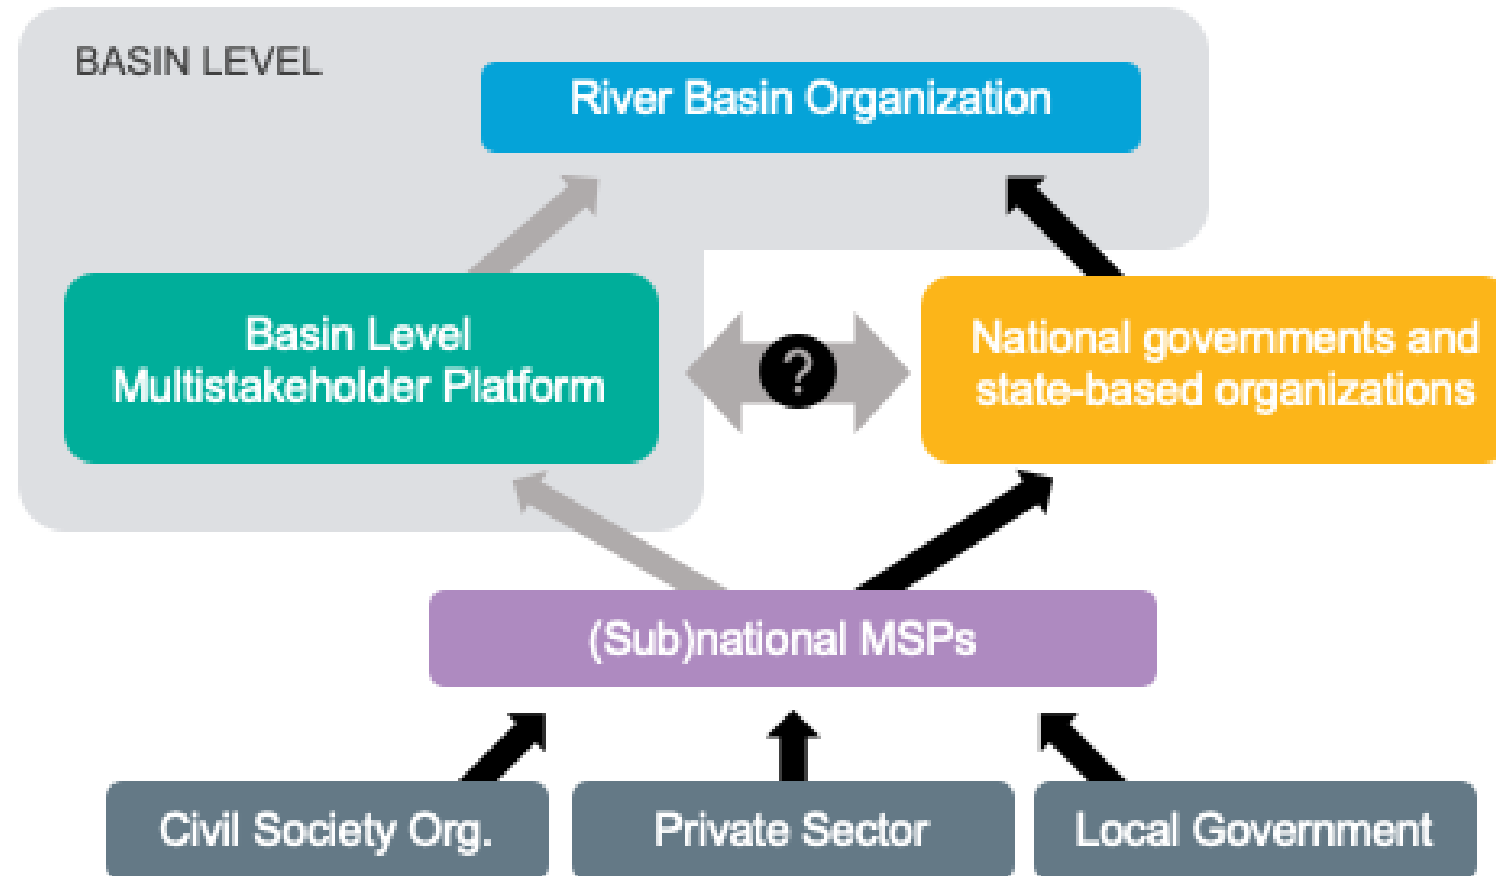 BASIN LEVEL
River Basin Organization
Basin Level
Multistakeholder Platform
?
National governments and
state-based organizations
(Sub)national MSPs
Civil Society Org.
Private Sector
Local Government